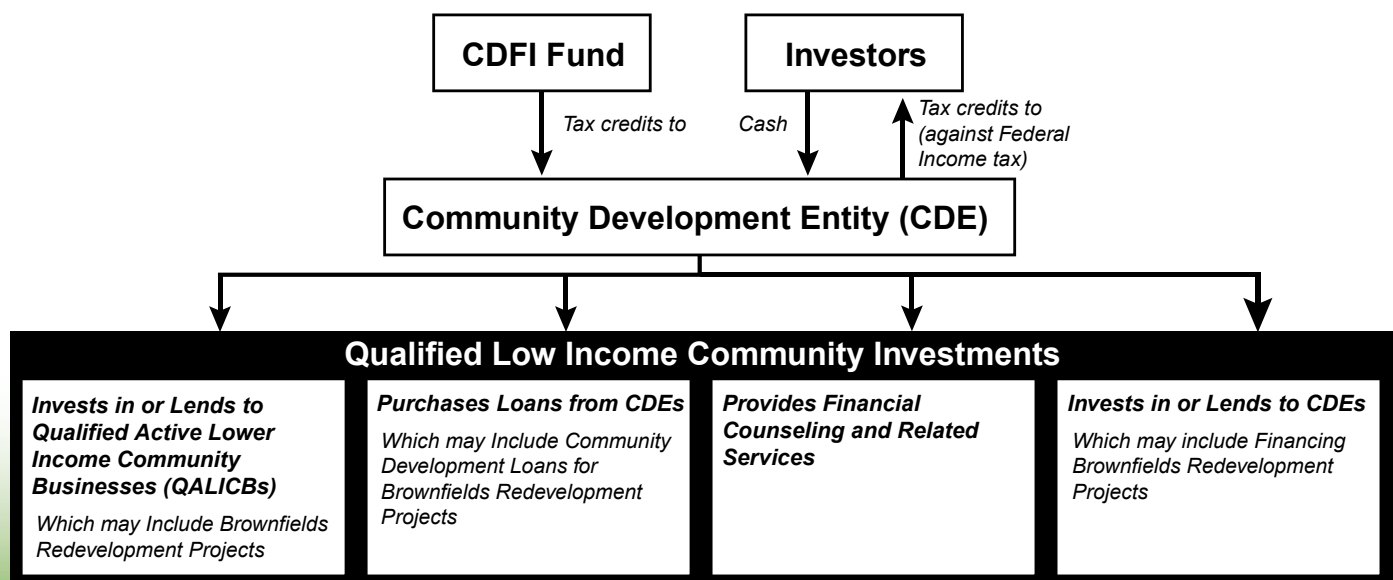 CDFI Fund
Investors
Tax credits to
Cash
Tax credits to
(against Federal
Income tax)
Community Development Entity (CDE)
Qualified Low Income Community Investments
Invests in or Lends to
Qualified Active Lower
Income Community
Businesses (QALICBs)
Which may Include Brownfields
Redevelopment Projects
Purchases Loans from CDEs
Which may Include Community
Development Loans for
Brownfields Redevelopment
Projects
Provides Financial
Counseling and Related
Services
Invests in or Lends to CDEs
Which may include Financing
Brownfields Redevelopment
Projects